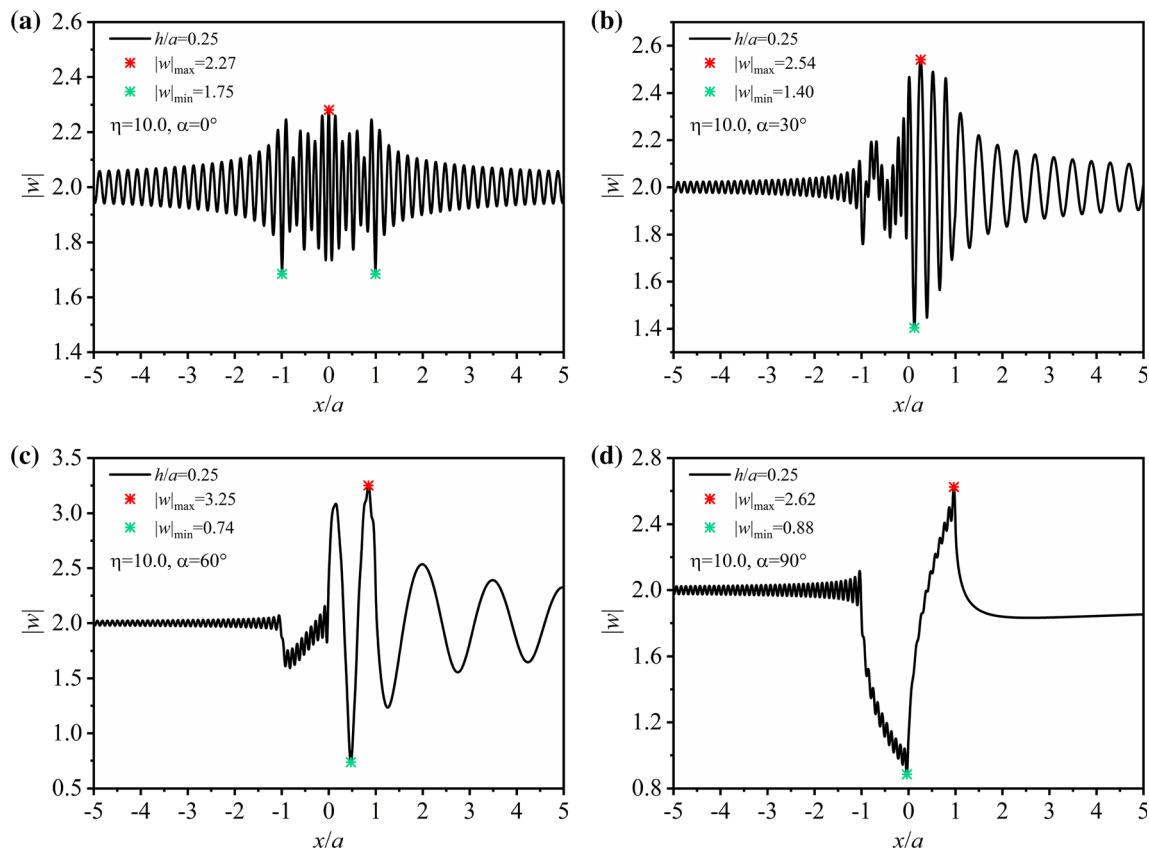 (a)
2.6
2.4
2.2
2.0
1.8
1.6
1.4
|w|
h/a=0.25
|w|max=2.27
|w|min=1.75
η=10.0, α=0°
-5 -4 -3 -2 -1 0 1 2 3 4 5
x/a
(b)
2.6
2.4
2.2
2.0
1.8
1.6
1.4
|w|
h/a=0.25
|w|max=2.54
|w|min=1.40
η=10.0, α=30°
-5 -4 -3 -2 -1 0 1 2 3 4 5
x/a
(c)
3.5
3.0
2.5
2.0
1.5
1.0
0.5
|w|
h/a=0.25
|w|max=3.25
|w|min=0.74
η=10.0, α=60°
-5 -4 -3 -2 -1 0 1 2 3 4 5
x/a
(d)
2.8
2.4
2.0
1.6
1.2
0.8
|w|
h/a=0.25
|w|max=2.62
|w|min=0.88
η=10.0, α=90°
-5 -4 -3 -2 -1 0 1 2 3 4 5
x/a